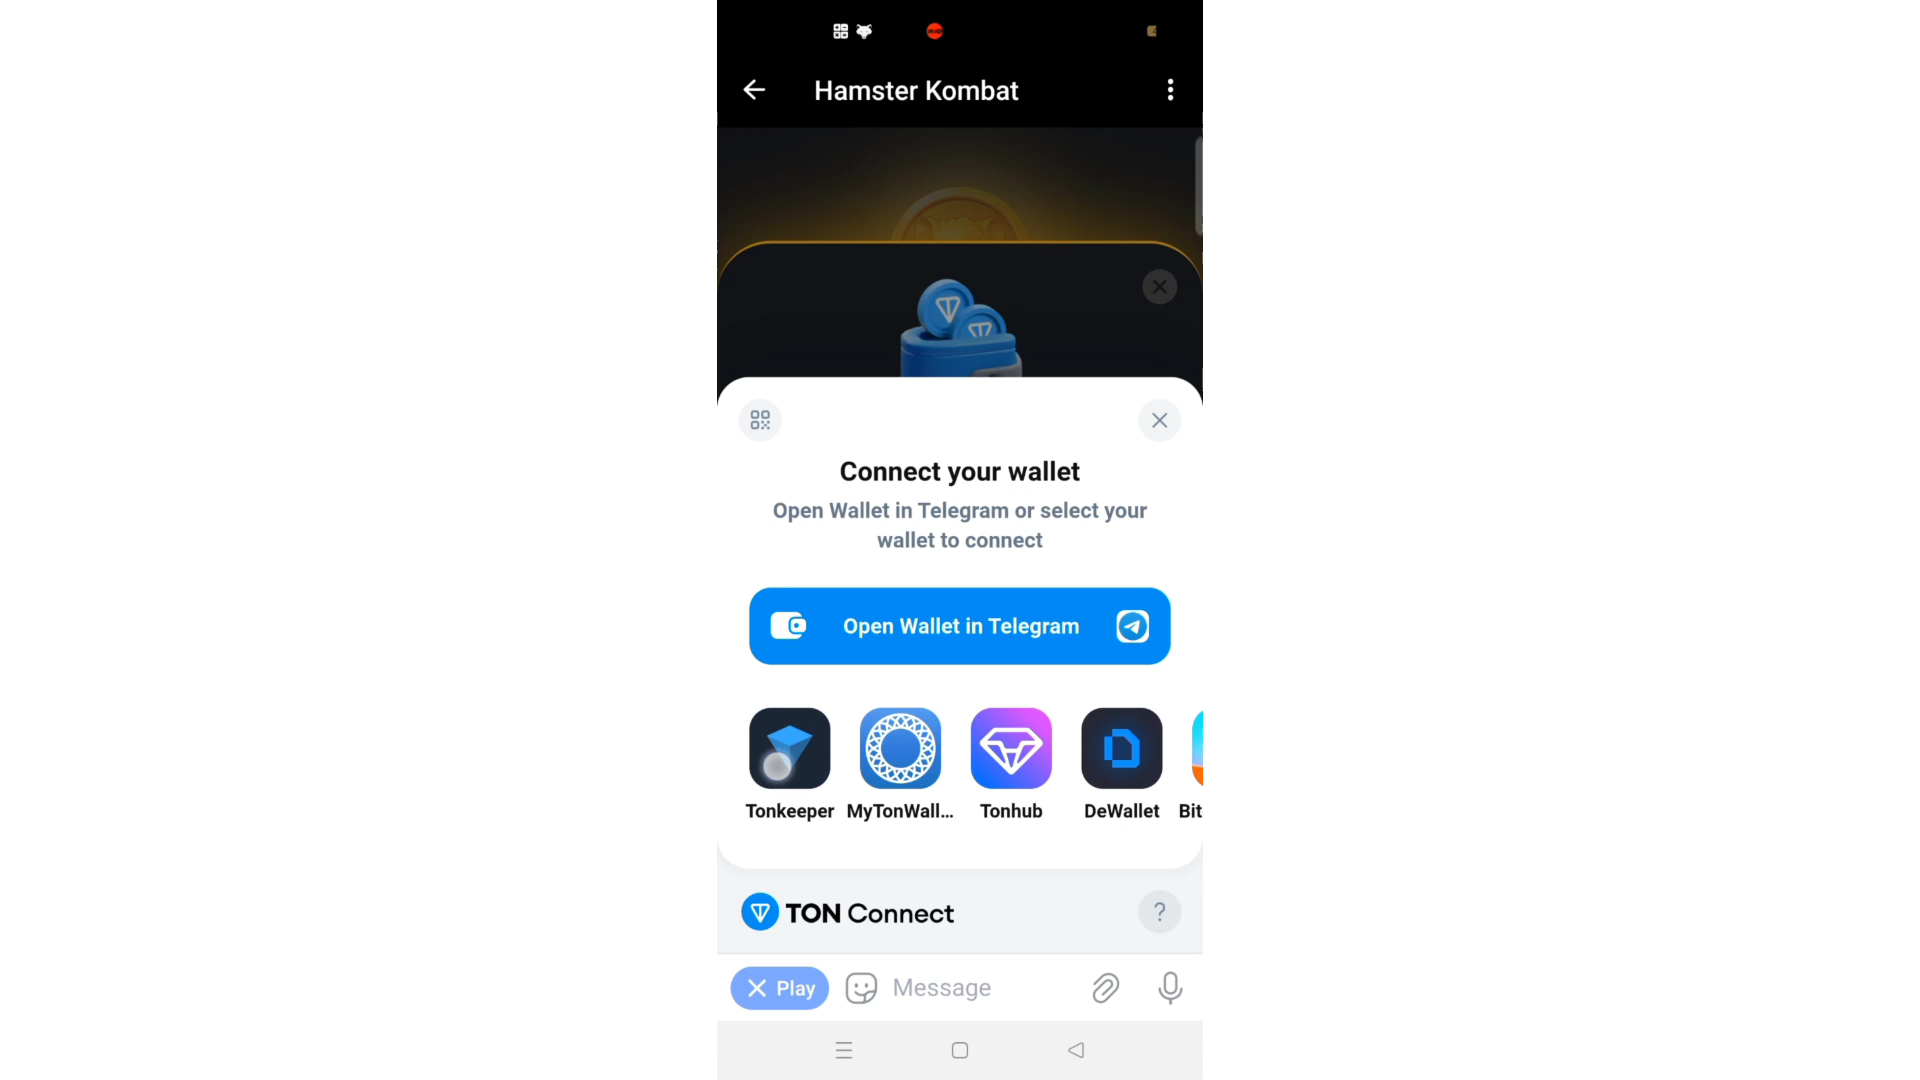 Hamster Kombat
Connect your wallet
Open Wallet in Telegram or select your
wallet to connect
Open Wallet in Telegram
Tonkeeper MyTonWall... Tonhub DeWallet Bit
TON Connect ?
Play Message